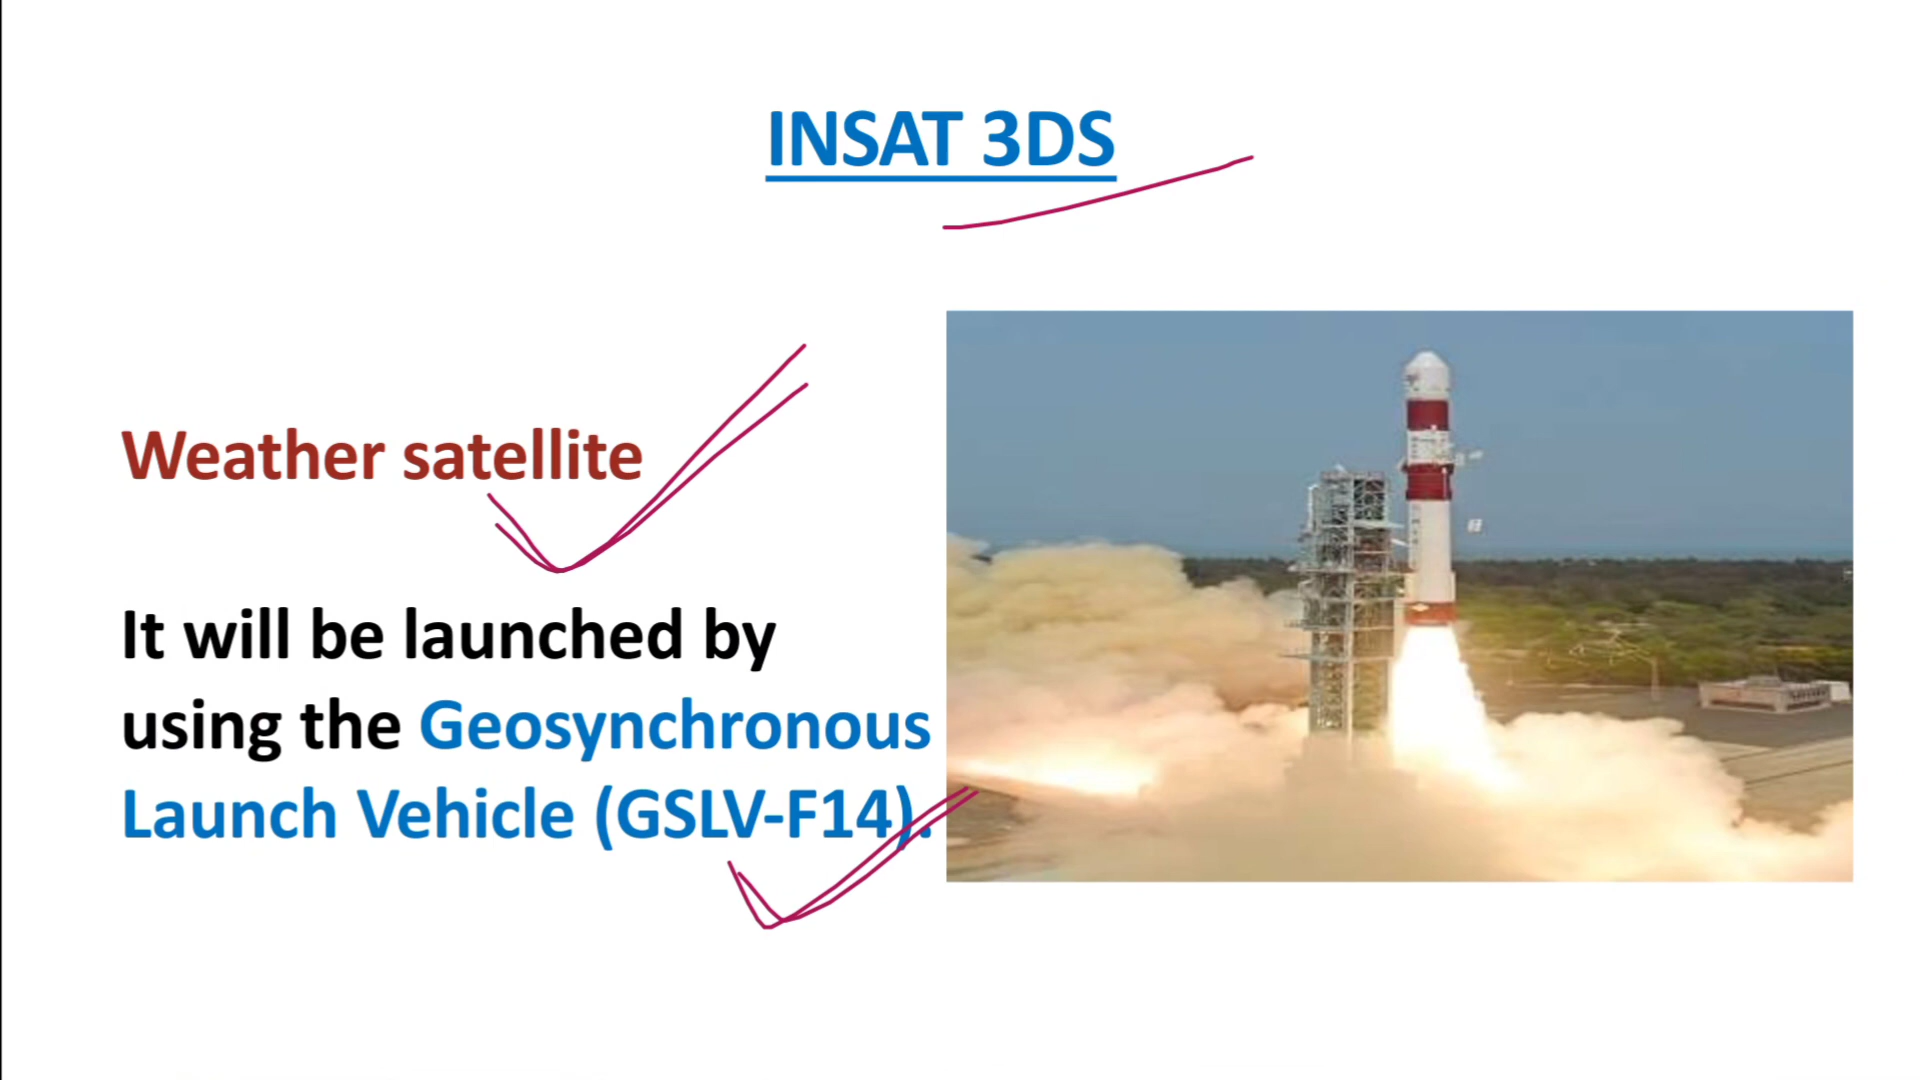 INSAT 3DS
Weather satellite
It will be launched by
using the Geosynchronous
Launch Vehicle (GSLV-F14).